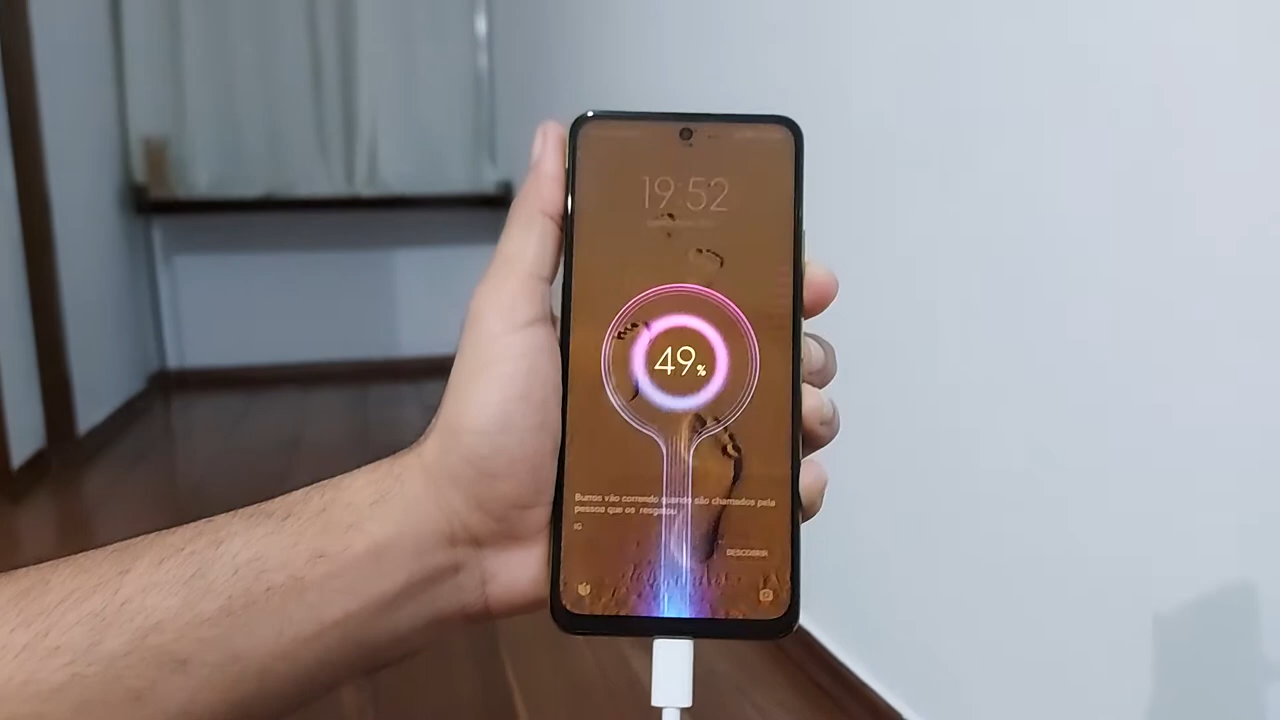 19:52
49%
Burros vão correndo quando são chamados pela
pessoa que os resgatou
IG
DESCOBRIR